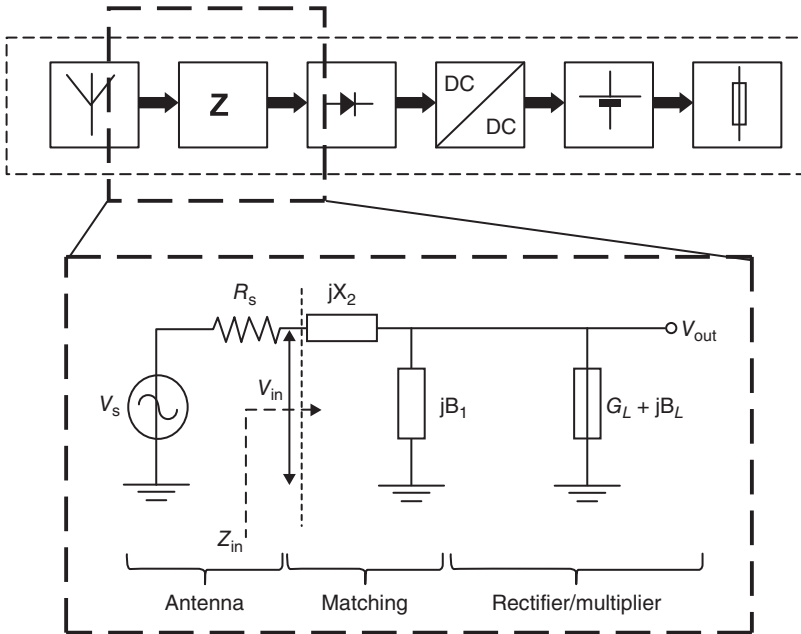 Z
DC
DC
R_s
jX_2
V_out
V_s
V_in
jB_1
G_L + jB_L
Z_in
Antenna
Matching
Rectifier/multiplier